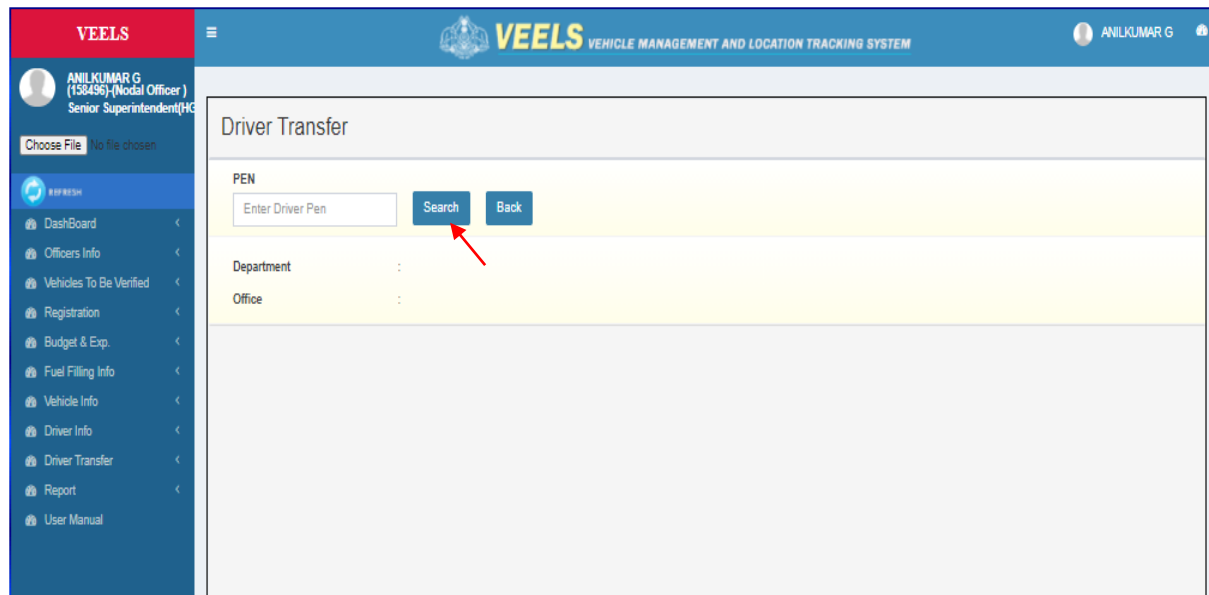 VEELS
VEELS VEHICLE MANAGEMENT AND LOCATION TRACKING SYSTEM
ANILKUMAR G
ANILKUMAR G
(158496)-(Nodal Officer )
Senior Superintendent(HG
Choose File No file chosen
REFRESH
DashBoard
Officers Info
Vehicles To Be Verified
Registration
Budget & Exp.
Fuel Filling Info
Vehicle Info
Driver Info
Driver Transfer
Report
User Manual
Driver Transfer
PEN
Enter Driver Pen Search Back
Department :
Office :